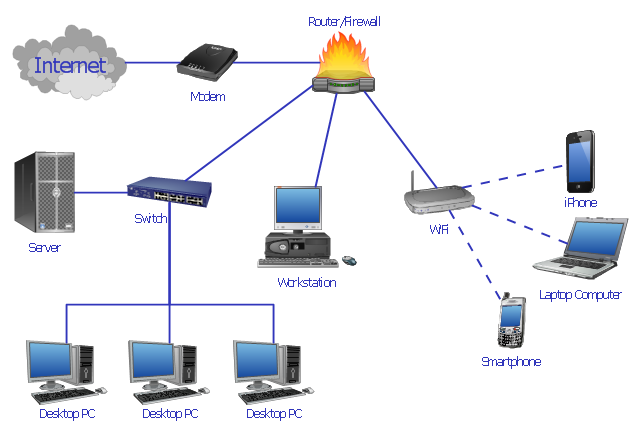 Router/Firewall
Internet
Modem
iPhone
Switch
WiFi
Server
Workstation
Laptop Computer
Smartphone
Desktop PC
Desktop PC
Desktop PC